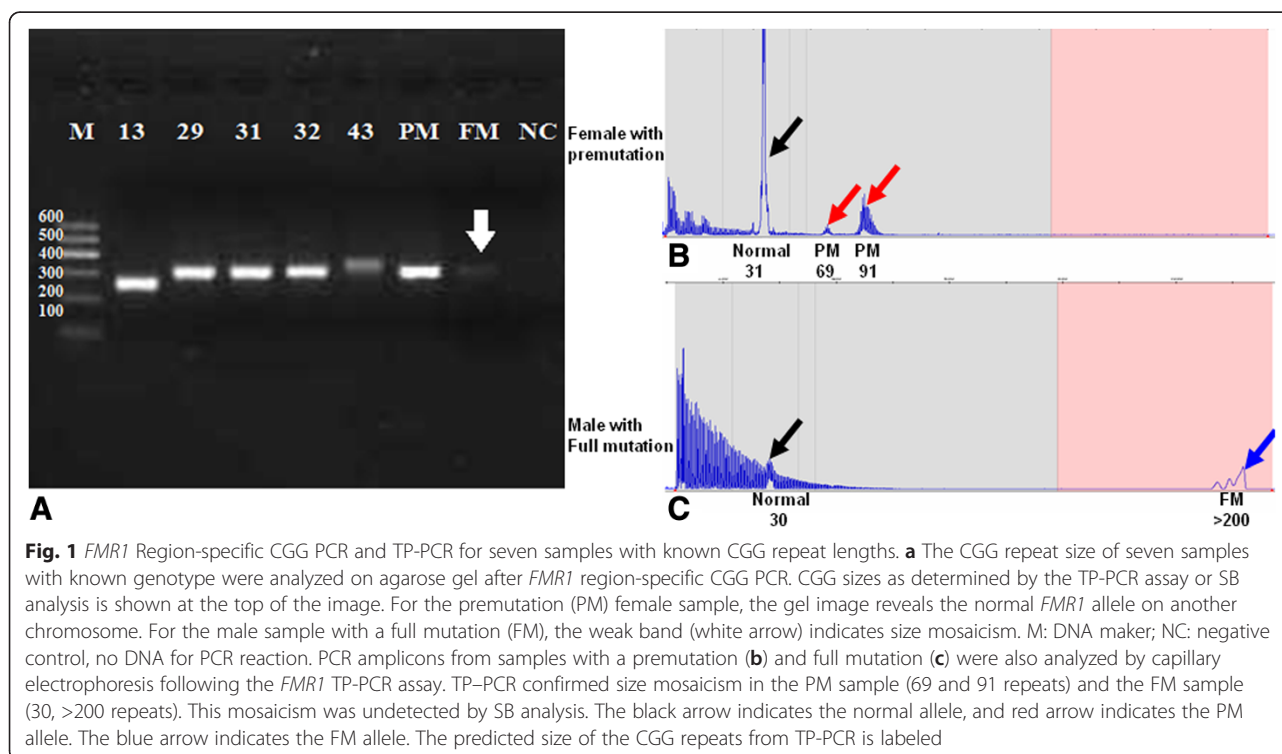 M 13 29 31 32 43 PM FM NC
600
500
400
300
200
100
A
Female with
premutation
Normal PM PM
31 69 91
B
Male with
Full mutation
Normal
30
FM
>200
C
Fig. 1 FMR1 Region-specific CGG PCR and TP-PCR for seven samples with known CGG repeat lengths. a The CGG repeat size of seven samples
with known genotype were analyzed on agarose gel after FMR1 region-specific CGG PCR. CGG sizes as determined by the TP-PCR assay or SB
analysis is shown at the top of the image. For the premutation (PM) female sample, the gel image reveals the normal FMR1 allele on another
chromosome. For the male sample with a full mutation (FM), the weak band (white arrow) indicates size mosaicism. M: DNA maker; NC: negative
control, no DNA for PCR reaction. PCR amplicons from samples with a premutation (b) and full mutation (c) were also analyzed by capillary
electrophoresis following the FMR1 TP-PCR assay. TP–PCR confirmed size mosaicism in the PM sample (69 and 91 repeats) and the FM sample
(30, >200 repeats). This mosaicism was undetected by SB analysis. The black arrow indicates the normal allele, and red arrow indicates the PM
allele. The blue arrow indicates the FM allele. The predicted size of the CGG repeats from TP-PCR is labeled